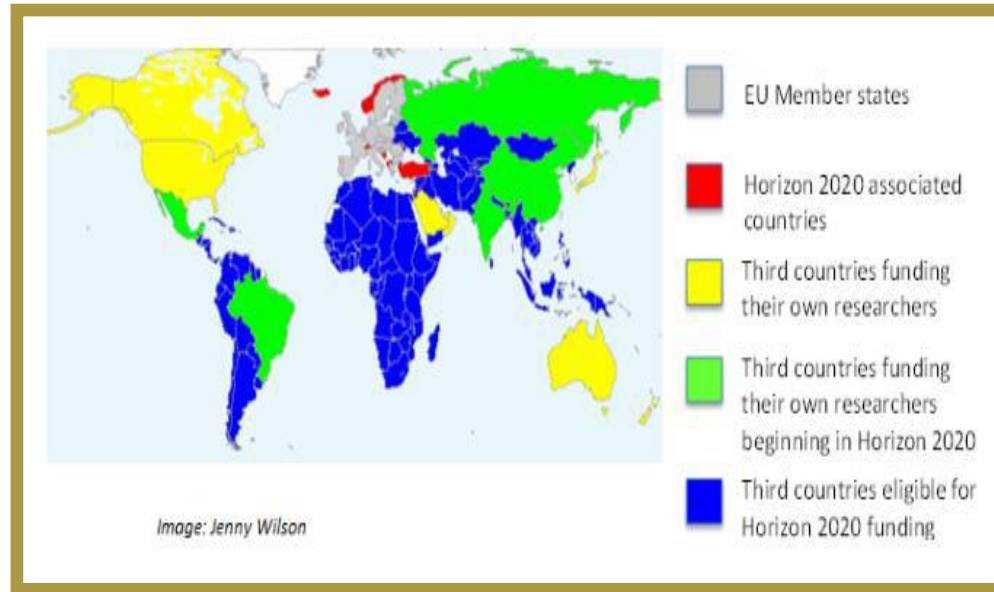 EU Member states
Horizon 2020 associated
countries
Third countries funding
their own researchers
Third countries funding
their own researchers
beginning in Horizon 2020
Third countries eligible for
Horizon 2020 funding
Image: Jenny Wilson